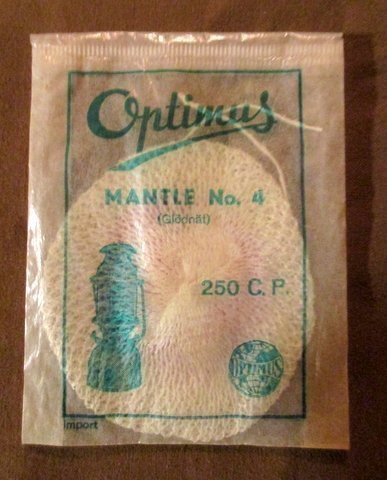 Optimus
MANTLE No. 4
(Glödnät)
250 C. P.
OPTIMUS
import